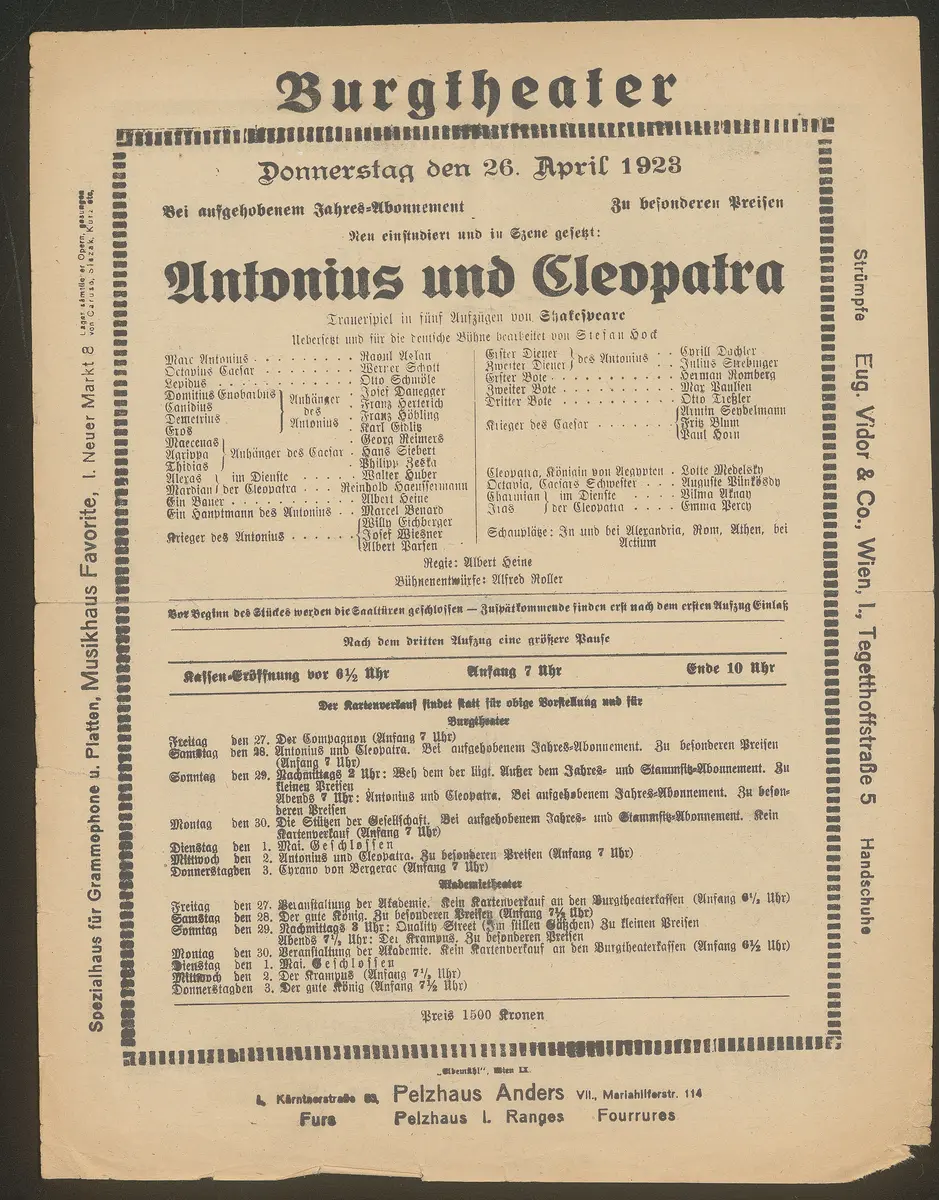 Burgtheater
Donnerstag den 26. April 1923
Bei aufgehobenem Jahres-Abonnement Zu besonderen Preisen
Neu einstudiert und in Szene gesetzt:
Antonius und Cleopatra
Trauerspiel in fünf Aufzügen von Shakespeare
Uebersetzt und für die deutsche Bühne bearbeitet von Stefan Hock
Marc Antonius . . . . . . . . . Raoul Aslan
Octavius Caesar . . . . . . . . Werner Schott
Lepidus . . . . . . . . . . . . Otto Schmöle
Domitius Enobarbus } Anhänger des Antonius . Josef Danegger
Canidius . Franz Herterich
Demetrius . Franz Höbling
Eros . Karl Eidlitz
Maecenas } Anhänger des Caesar . Georg Reimers
Agrippa . Hans Siebert
Thidias . Philipp Zeska
Alexas } im Dienste . . . . . Walter Huber
Mardian } der Cleopatra . . . Reinhold Haeussermann
Ein Bauer . . . . . . . . . . Albert Heine
Ein Hauptmann des Antonius . . Marcel Benard
Krieger des Antonius . . . . . . { Willy Eichberger
Josef Wiesner
Albert Parsen
Erster Diener } des Antonius . . Cyrill Dachler
Zweiter Diener } Julius Strebinger
Erster Bote . . . . . . . . . . Herman Romberg
Zweiter Bote . . . . . . . . . Max Paulsen
Dritter Bote . . . . . . . . . Otto Treßler
Krieger des Caesar . . . . . . { Armin Seydelmann
Fritz Blum
Paul Horn
Cleopatra, Königin von Aegypten . Lotte Medelsky
Octavia, Caesars Schwester . . . Auguste Pünkösdy
Charmian } im Dienste . . . . Vilma Aknay
Iras } der Cleopatra . . . . Emma Percy
Schauplätze: In und bei Alexandria, Rom, Athen, bei
Actium
Regie: Albert Heine
Bühnenentwürfe: Alfred Roller
Vor Beginn des Stückes werden die Saaltüren geschlossen — Zuspätkommende finden erst nach dem ersten Aufzug Einlaß
Nach dem dritten Aufzug eine größere Pause
Kassen-Eröffnung vor 6½ Uhr Anfang 7 Uhr Ende 10 Uhr
Der Kartenverkauf findet statt für obige Vorstellung und für
Burgtheater
Freitag den 27. Der Compagnon (Anfang 7 Uhr)
Samstag den 28. Antonius und Cleopatra. Bei aufgehobenem Jahres-Abonnement. Zu besonderen Preisen
(Anfang 7 Uhr)
Sonntag den 29. Nachmittags 2 Uhr: Weh dem der lügt. Außer dem Jahres- und Stammsitz-Abonnement. Zu
kleinen Preisen
Abends 7 Uhr: Antonius und Cleopatra. Bei aufgehobenem Jahres-Abonnement. Zu beson-
deren Preisen
Montag den 30. Die Stützen der Gesellschaft. Bei aufgehobenem Jahres- und Stammsitz-Abonnement. Kein
Kartenverkauf (Anfang 7 Uhr)
Dienstag den 1. Mai. Geschlossen
Mittwoch den 2. Antonius und Cleopatra. Zu besonderen Preisen (Anfang 7 Uhr)
Donnerstag den 3. Cyrano von Bergerac (Anfang 7 Uhr)
Akademietheater
Freitag den 27. Veranstaltung der Akademie. Kein Kartenverkauf an den Burgtheaterkassen (Anfang 6½ Uhr)
Samstag den 28. Der gute König. Zu besonderen Preisen (Anfang 7½ Uhr)
Sonntag den 29. Nachmittags 3 Uhr: Quality Street (Im stillen Gäßchen) Zu kleinen Preisen
Abends 7½ Uhr: Der Krampus. Zu besonderen Preisen
Montag den 30. Veranstaltung der Akademie. Kein Kartenverkauf an den Burgtheaterkassen (Anfang 6½ Uhr)
Dienstag den 1. Mai. Geschlossen
Mittwoch den 2. Der Krampus (Anfang 7½ Uhr)
Donnerstag den 3. Der gute König (Anfang 7½ Uhr)
Preis 1500 Kronen
„Elbemühl", Wien IX.
I., Kärntnerstraße 53, Pelzhaus Anders VII., Mariahilferstr. 114
Furs Pelzhaus I. Ranges Fourrures
Spezialhaus für Grammophone u. Platten, Musikhaus Favorite, I. Neuer Markt 8
Lager sämtlicher Opern, gesungen
von Caruso, Slezak, Kurz etc.
Strümpfe Eug. Vidor & Co., Wien, I., Tegetthoffstraße 5 Handschuhe